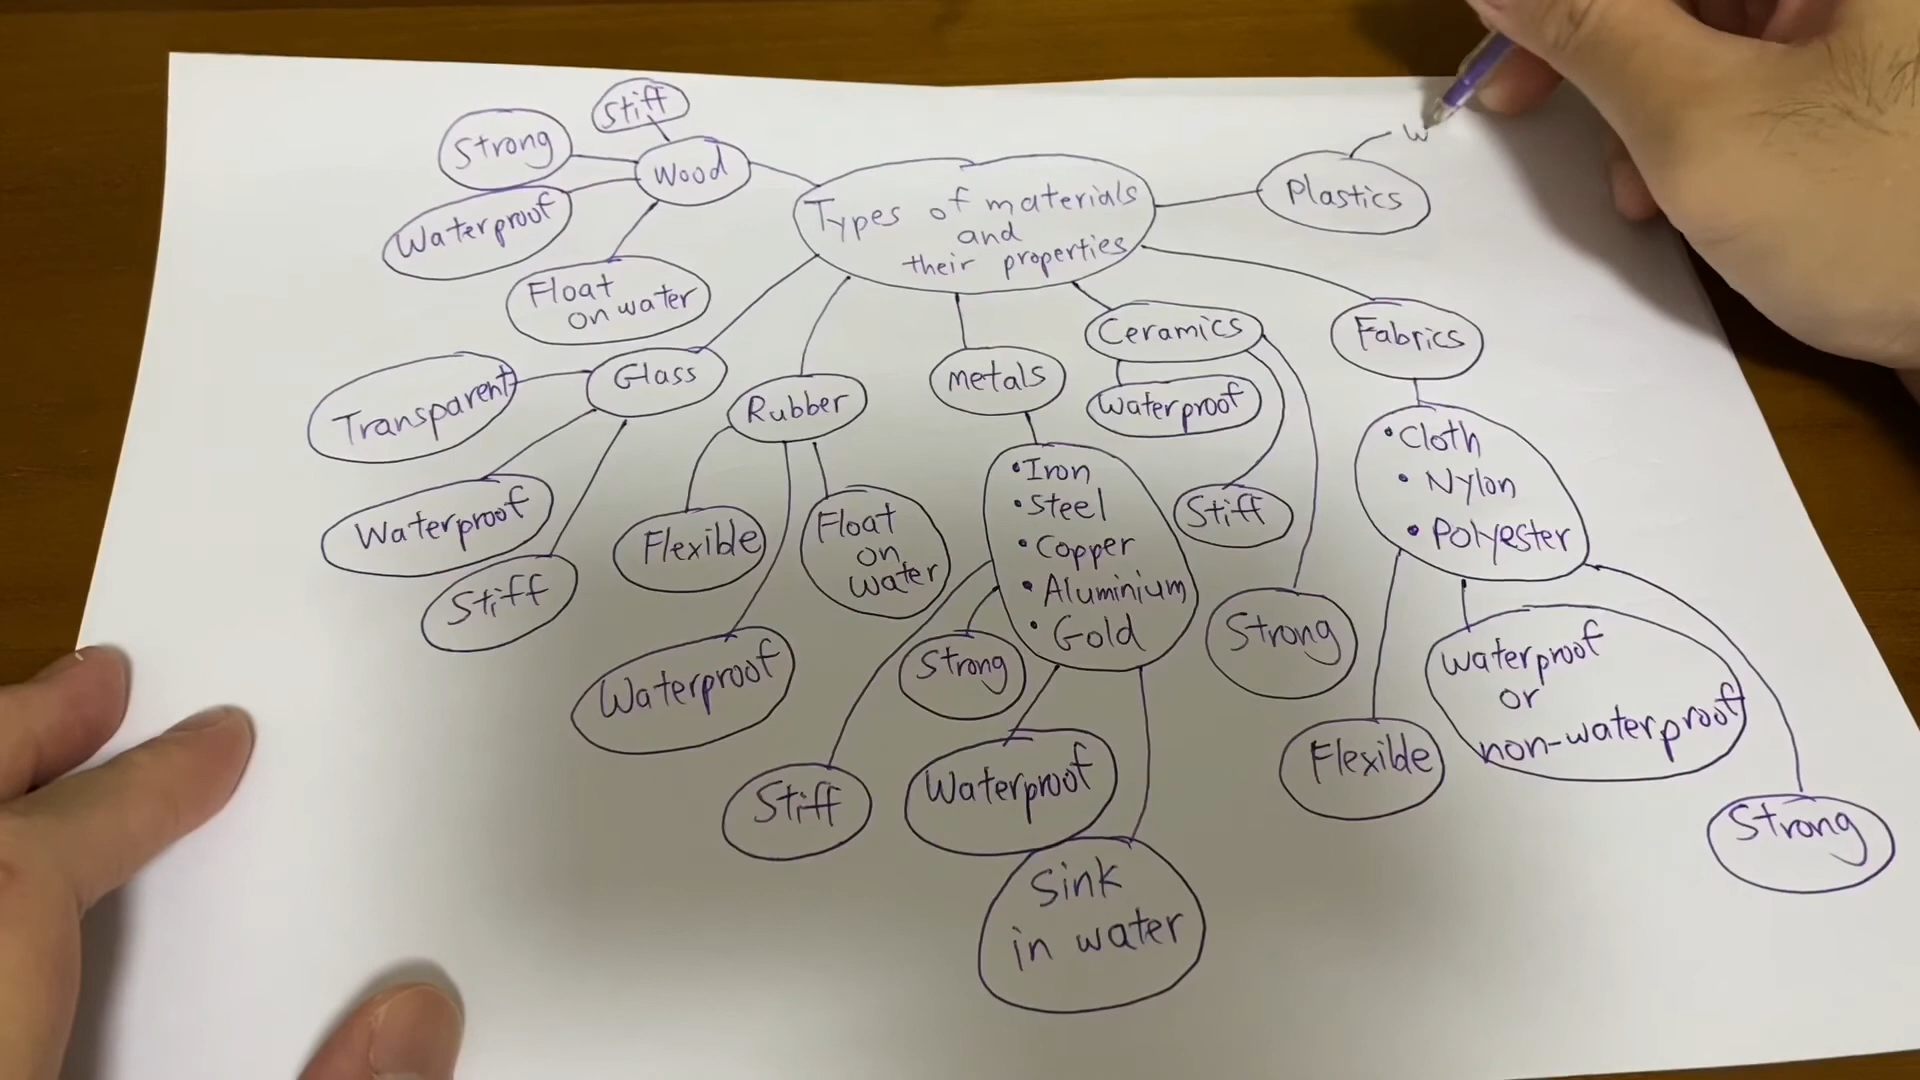 Stiff
Strong
Wood
Waterproof
Float
on water
Types of materials
and
their properties
Plastics
w
Glass
Transparent
Waterproof
Stiff
Rubber
Flexible
Float
on
water
Waterproof
Metals
•Iron
•Steel
•Copper
•Aluminium
•Gold
Stiff
Strong
Waterproof
Sink
in water
Ceramics
Waterproof
Stiff
Strong
Fabrics
•Cloth
•Nylon
•Polyester
Flexible
Waterproof
or
non-waterproof
Strong